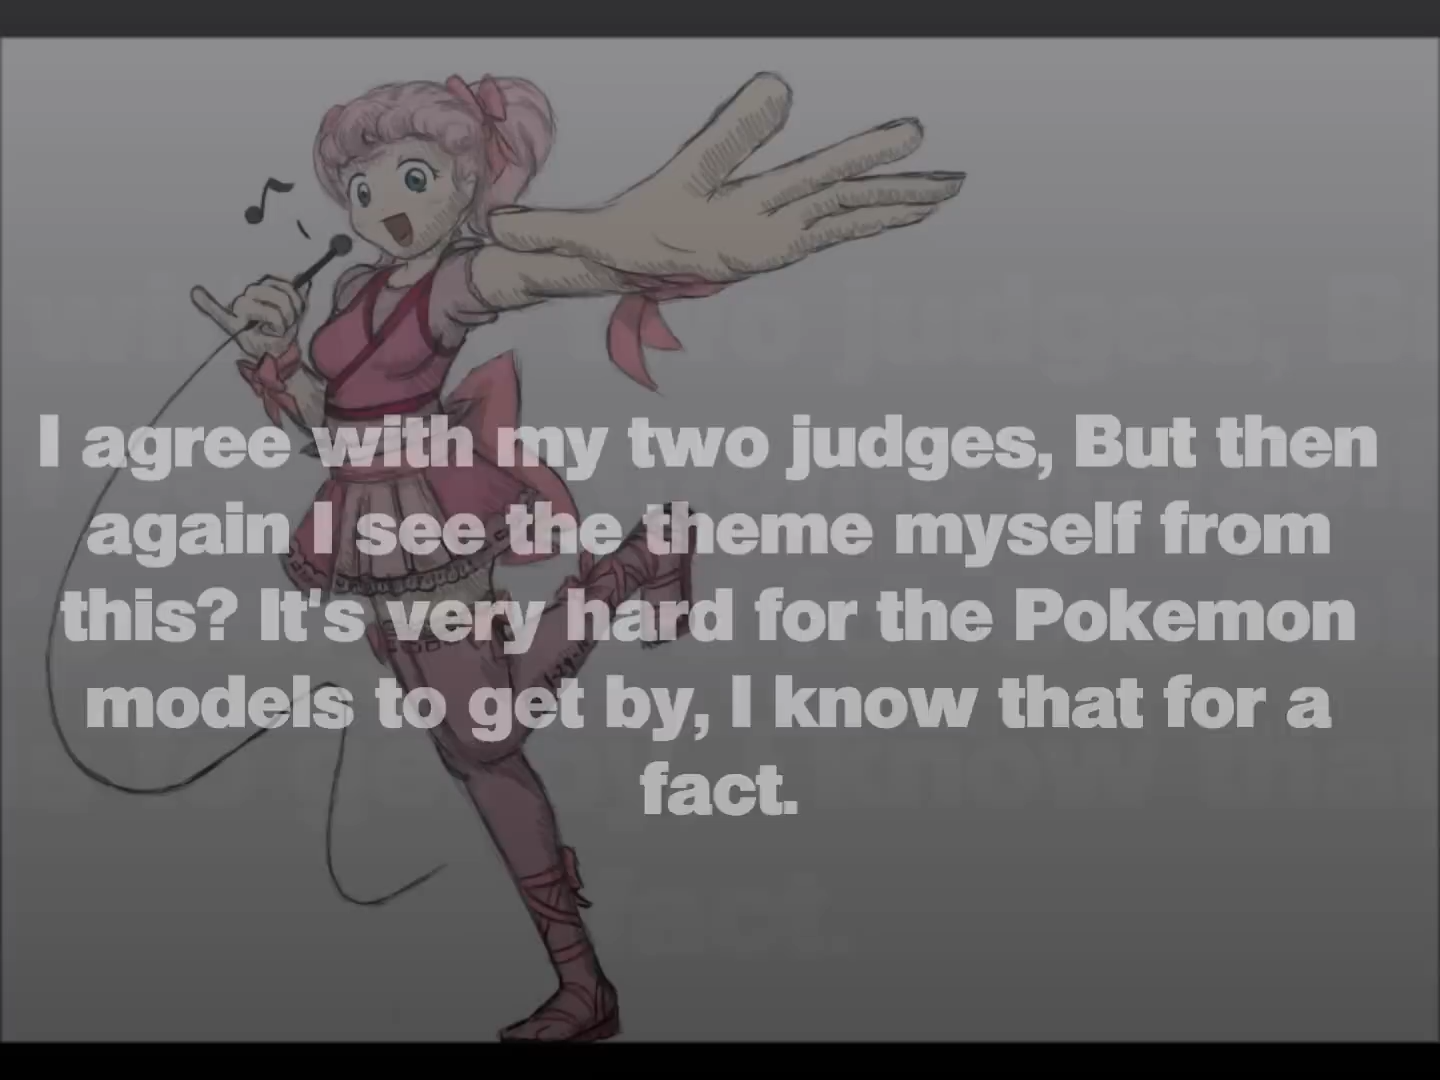 I agree with my two judges, But then
again I see the theme myself from
this? It's very hard for the Pokemon
models to get by, I know that for a
fact.